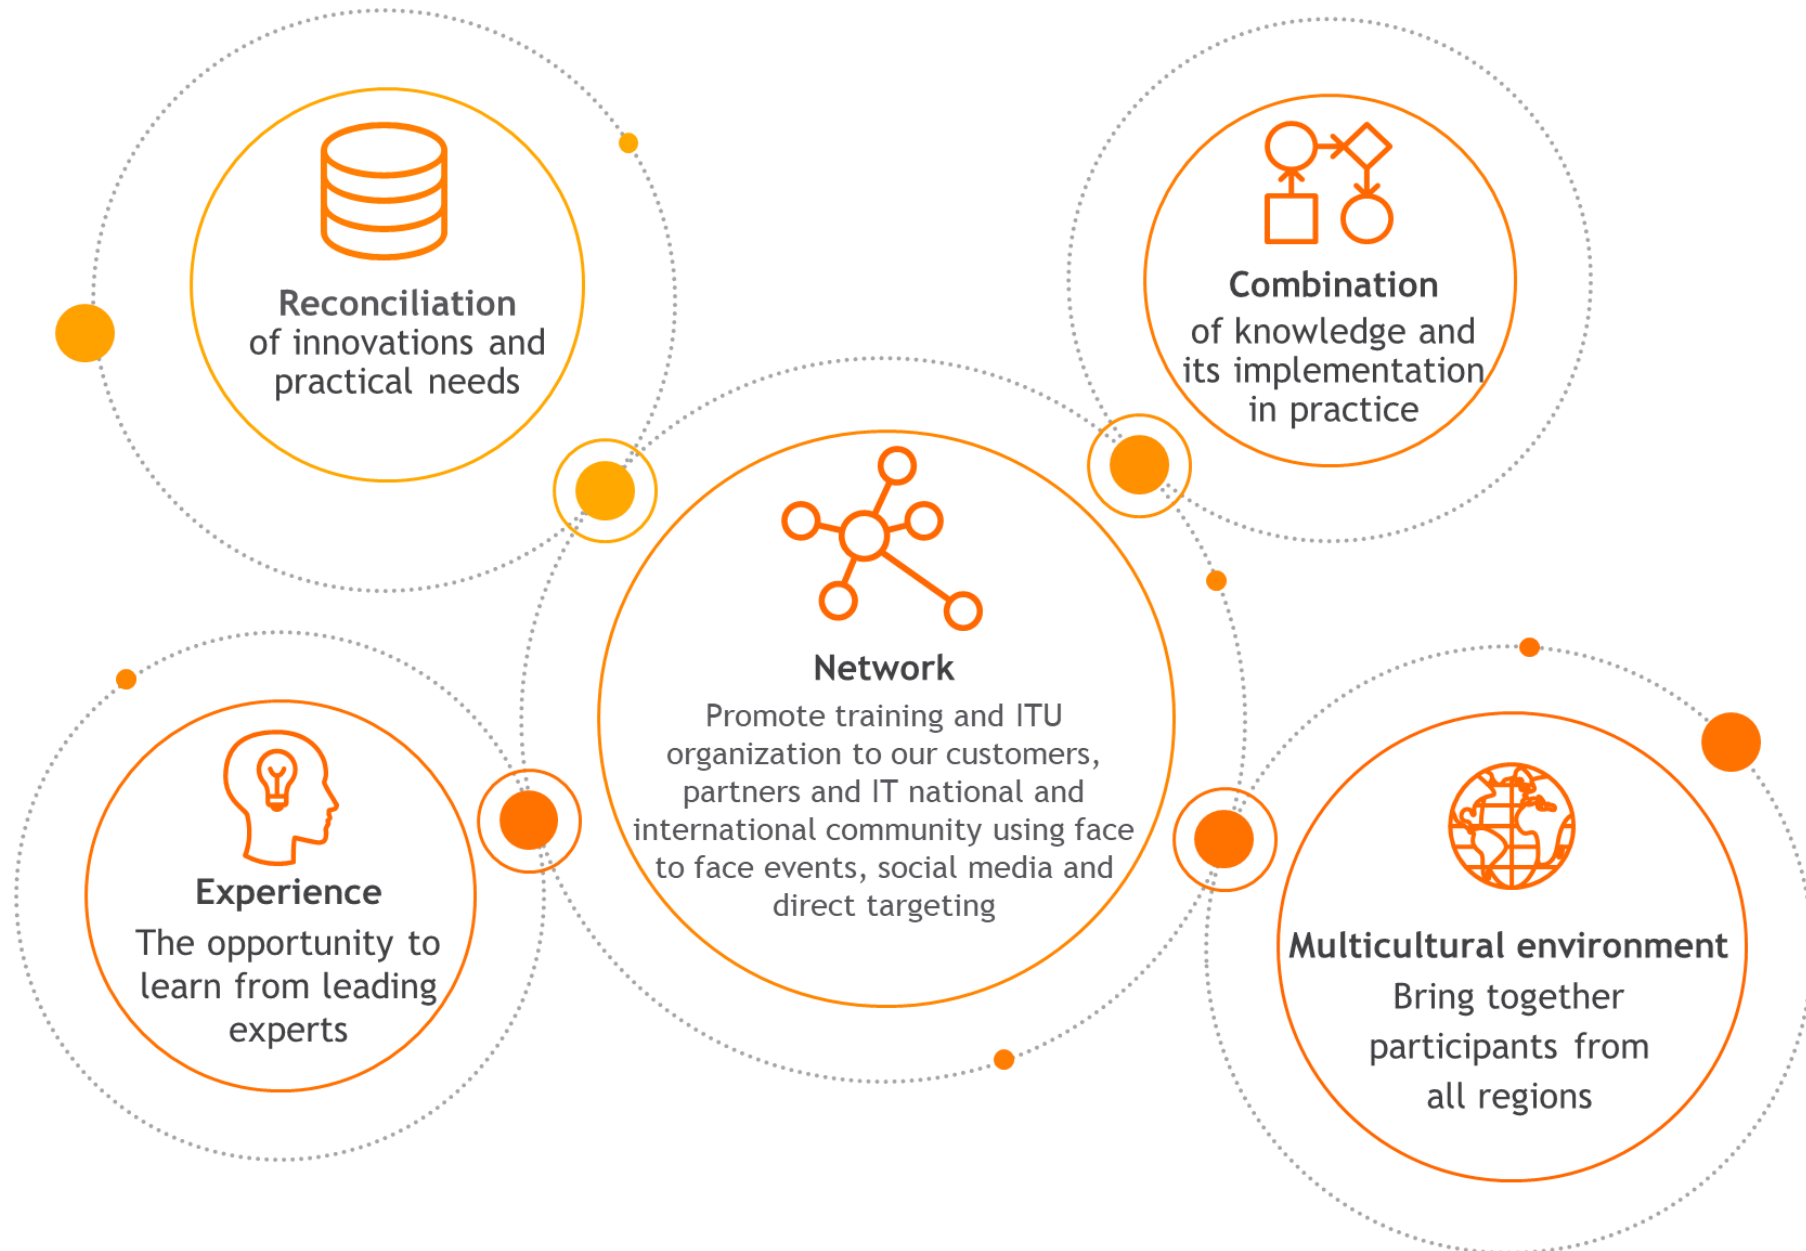 Reconciliation
of innovations and
practical needs
Combination
of knowledge and
its implementation
in practice
Network
Promote training and ITU
organization to our customers,
partners and IT national and
international community using face
to face events, social media and
direct targeting
Experience
The opportunity to
learn from leading
experts
Multicultural environment
Bring together
participants from
all regions